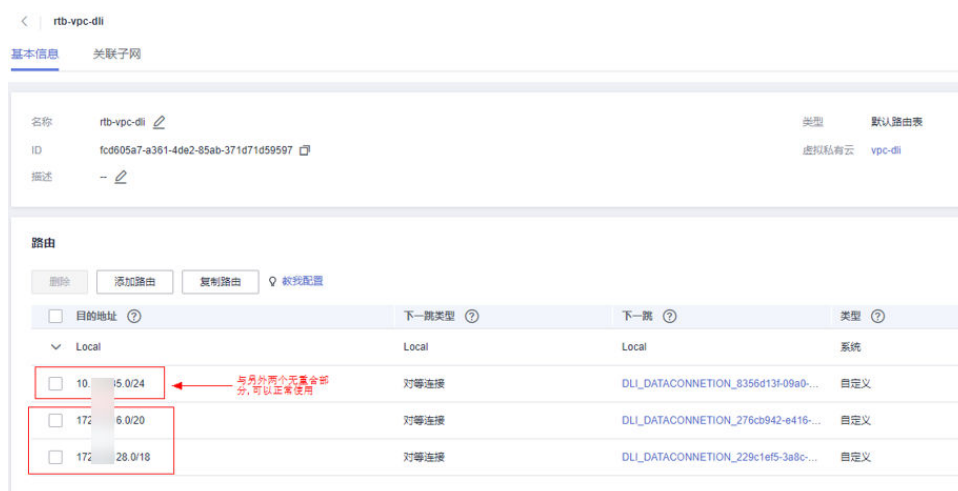 rtb-vpc-dli
基本信息 关联子网
名称 rtb-vpc-dli 类型 默认路由表
ID fcd605a7-a361-4de2-85ab-371d71d59597 虚拟私有云 vpc-dli
描述 --
路由
删除 添加路由 复制路由 教我配置
目的地址 下一跳类型 下一跳 类型
Local Local Local 系统
10. 35.0/24 与另外两个无重合部 对等连接 DLI_DATACONNETION_8356d13f-09a0-... 自定义
分,可以正常使用
172 6.0/20 对等连接 DLI_DATACONNETION_276cb942-e416-... 自定义
172 28.0/18 对等连接 DLI_DATACONNETION_229c1ef5-3a8c-... 自定义